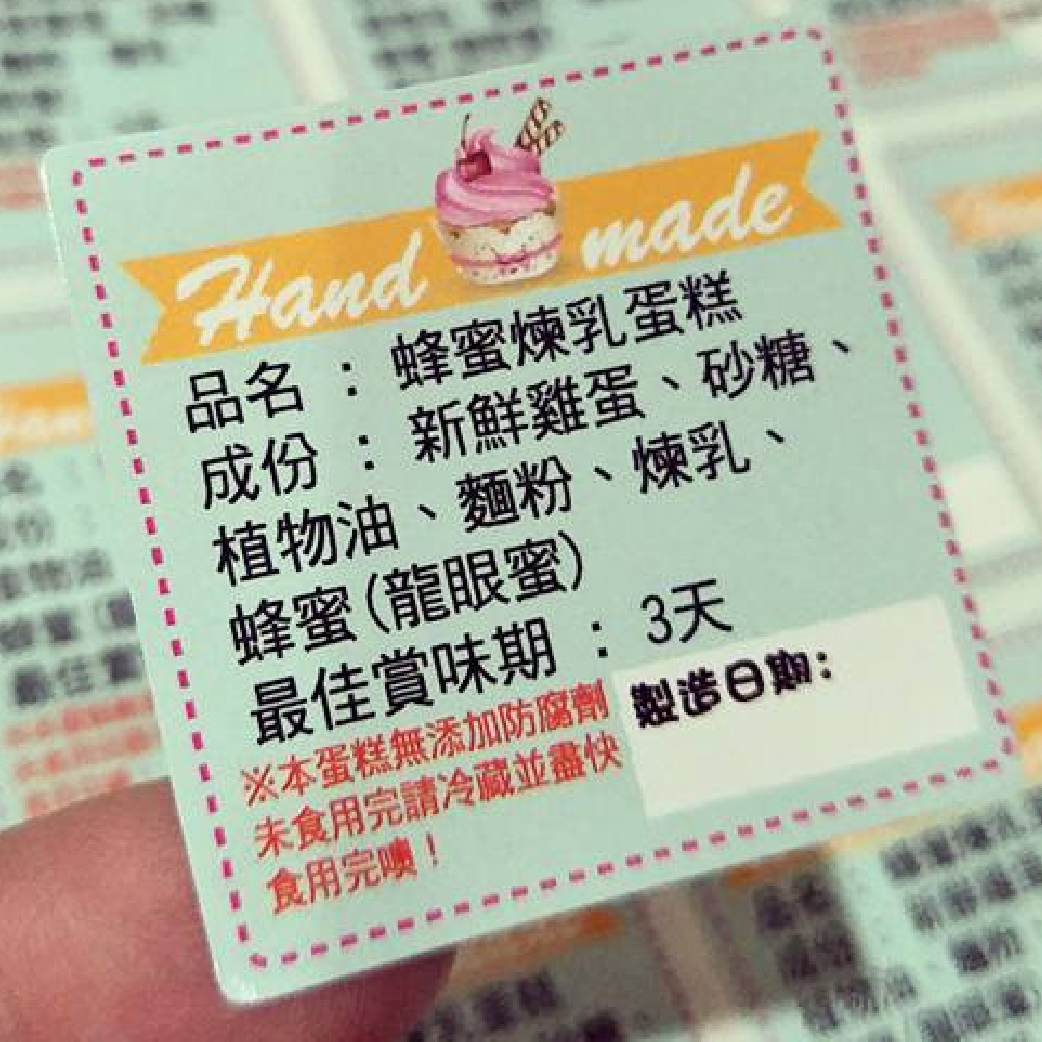 Hand made
品名：蜂蜜煉乳蛋糕
成份：新鮮雞蛋、砂糖、
植物油、麵粉、煉乳、
蜂蜜(龍眼蜜)
最佳賞味期：3天
製造日期:
※本蛋糕無添加防腐劑
未食用完請冷藏並盡快
食用完噢！